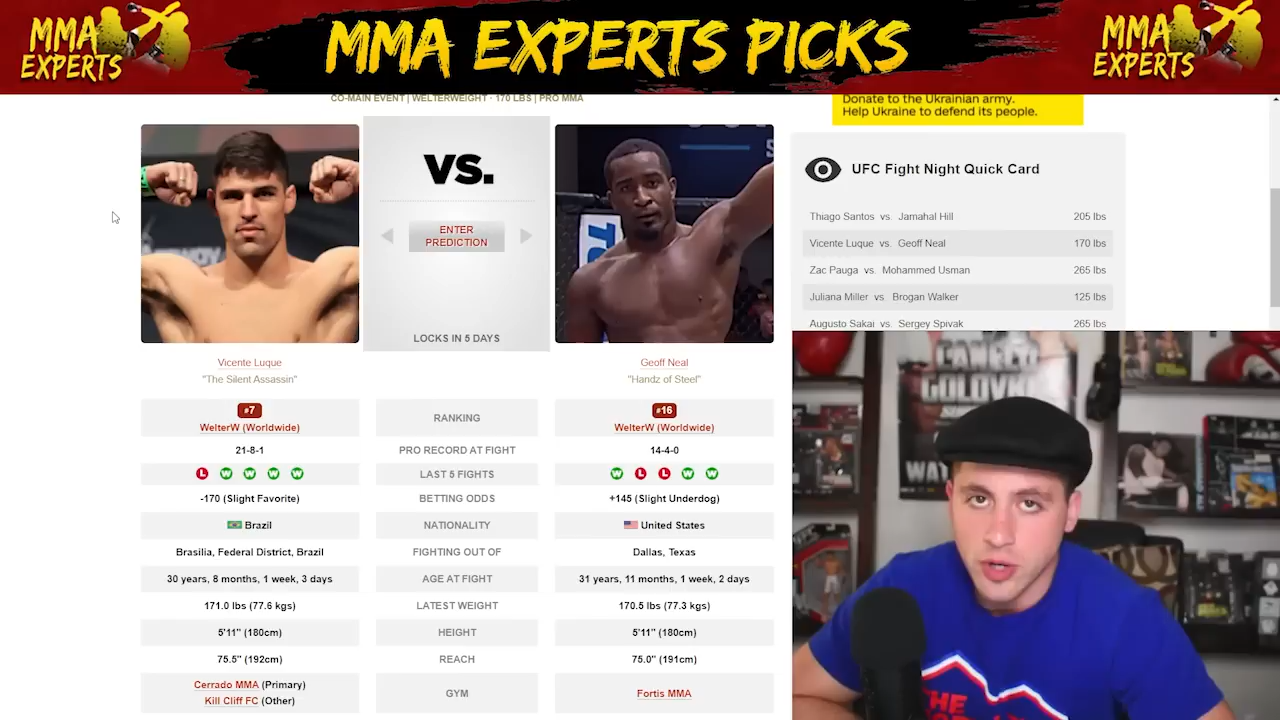 MMA
EXPERTS
MMA EXPERTS PICKS
MMA
EXPERTS
CO-MAIN EVENT | WELTERWEIGHT · 170 LBS | PRO MMA
Donate to the Ukrainian army.
Help Ukraine to defend its people.
VS.
ENTER
PREDICTION
LOCKS IN 5 DAYS
UFC Fight Night Quick Card
Thiago Santos vs. Jamahal Hill 205 lbs
Vicente Luque vs. Geoff Neal 170 lbs
Zac Pauga vs. Mohammed Usman 265 lbs
Juliana Miller vs. Brogan Walker 125 lbs
Augusto Sakai vs. Sergey Spivak 265 lbs
Vicente Luque Geoff Neal
"The Silent Assassin" "Handz of Steel"
#7 RANKING #16
WelterW (Worldwide) WelterW (Worldwide)
21-8-1 PRO RECORD AT FIGHT 14-4-0
L W W W W LAST 5 FIGHTS W L L W W
-170 (Slight Favorite) BETTING ODDS +145 (Slight Underdog)
Brazil NATIONALITY United States
Brasilia, Federal District, Brazil FIGHTING OUT OF Dallas, Texas
30 years, 8 months, 1 week, 3 days AGE AT FIGHT 31 years, 11 months, 1 week, 2 days
171.0 lbs (77.6 kgs) LATEST WEIGHT 170.5 lbs (77.3 kgs)
5'11" (180cm) HEIGHT 5'11" (180cm)
75.5" (192cm) REACH 75.0" (191cm)
Cerrado MMA (Primary) GYM Fortis MMA
Kill Cliff FC (Other)
CANELO
GOLOVKI
THE